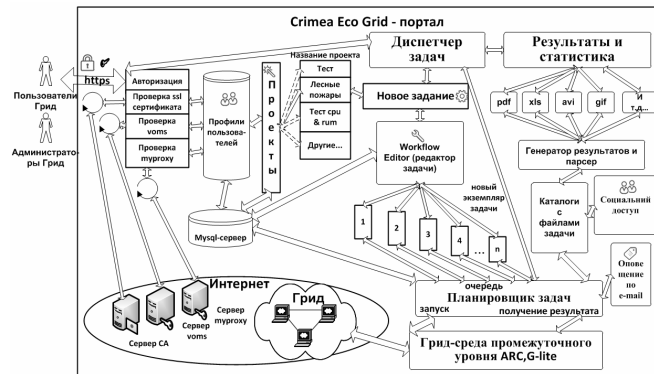 Crimea Eco Grid - портал
https
Пользователи
Грид
Администрато
ры Грид
Авторизация
Проверка ssl
сертификата
Проверка
voms
Проверка
myproxy
Профили
пользова-
телей
Проекты
Название проекта
Тест
Лесные
пожары
Тест cpu
& rum
Другие...
Диспетчер
задач
Новое задание
Workflow
Editor (редактор
задачи)
новый
экземпляр
задачи
1
2
3
4
...
n
Результаты и
статистика
pdf
xls
avi
gif
и
т.д...
Генератор результатов и
парсер
Каталоги
с
файлами
задачи
Социальный
доступ
Опове
щение
по
e-mail
Mysql-сервер
Интернет
Сервер CA
Сервер
voms
Сервер
myproxy
Грид
очередь
Планировщик задач
запуск
получение результата
Грид-среда промежуточного
уровня ARC,G-lite